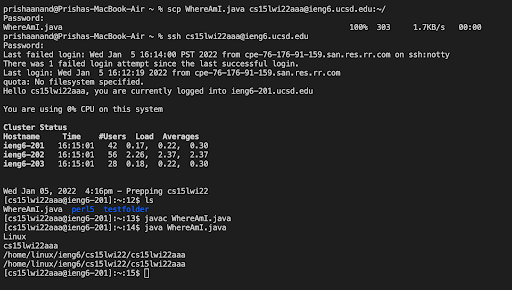 prishaanand@Prishas-MacBook-Air ~ % scp WhereAmI.java cs15lwi22aaa@ieng6.ucsd.edu:~/
Password:
WhereAmI.java 100% 303 1.7KB/s 00:00
prishaanand@Prishas-MacBook-Air ~ % ssh cs15lwi22aaa@ieng6.ucsd.edu
Password:
Last failed login: Wed Jan 5 16:14:00 PST 2022 from cpe-76-176-91-159.san.res.rr.com on ssh:notty
There was 1 failed login attempt since the last successful login.
Last login: Wed Jan 5 16:12:19 2022 from cpe-76-176-91-159.san.res.rr.com
quota: No filesystem specified.
Hello cs15lwi22aaa, you are currently logged into ieng6-201.ucsd.edu
You are using 0% CPU on this system
Cluster Status
Hostname Time #Users Load Averages
ieng6-201 16:15:01 42 0.17, 0.22, 0.30
ieng6-202 16:15:01 56 2.26, 2.37, 2.37
ieng6-203 16:15:01 28 0.18, 0.22, 0.30
Wed Jan 05, 2022 4:16pm - Prepping cs15lwi22
[cs15lwi22aaa@ieng6-201]:~:12$ ls
WhereAmI.java perl5 testfolder
[cs15lwi22aaa@ieng6-201]:~:13$ javac WhereAmI.java
[cs15lwi22aaa@ieng6-201]:~:14$ java WhereAmI.java
Linux
cs15lwi22aaa
/home/linux/ieng6/cs15lwi22/cs15lwi22aaa
/home/linux/ieng6/cs15lwi22/cs15lwi22aaa
[cs15lwi22aaa@ieng6-201]:~:15$